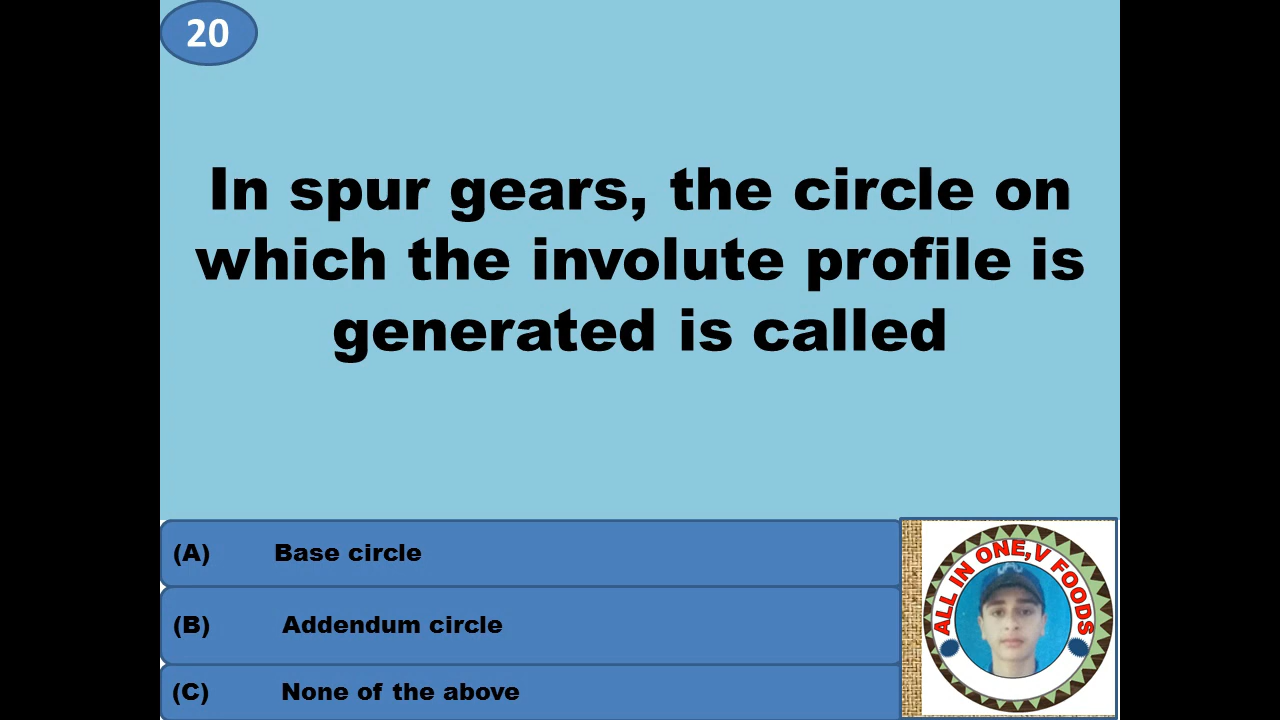 20
In spur gears, the circle on
which the involute profile is
generated is called
(A) Base circle
(B) Addendum circle
(C) None of the above
ALL IN ONE,V FOODS